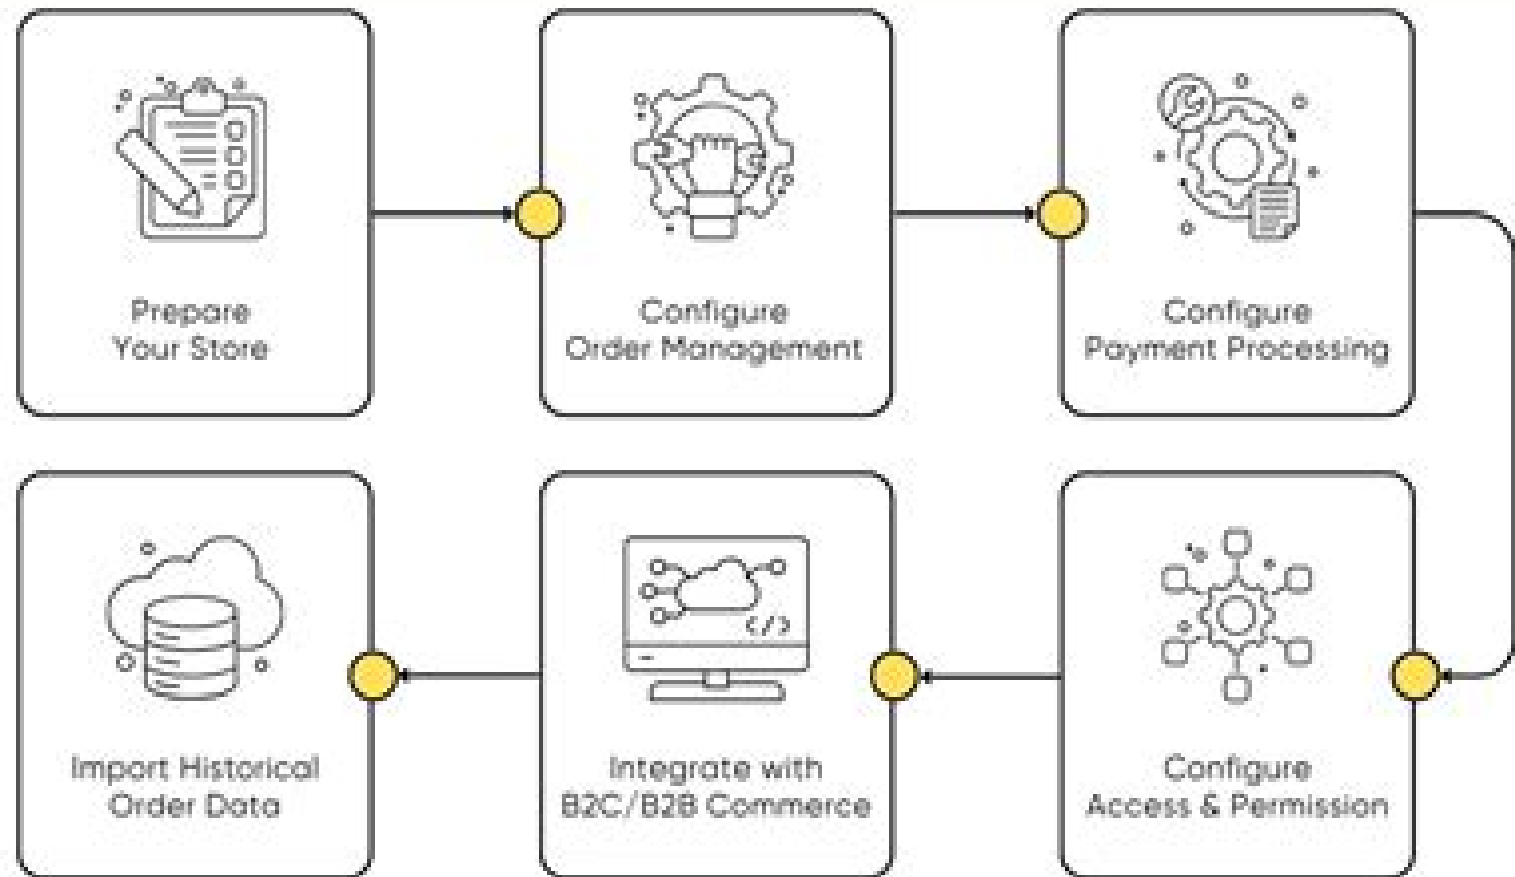 Prepare
Your Store
Configure
Order Management
Configure
Payment Processing
Import Historical
Order Data
Integrate with
B2C/B2B Commerce
</>
Configure
Access & Permission